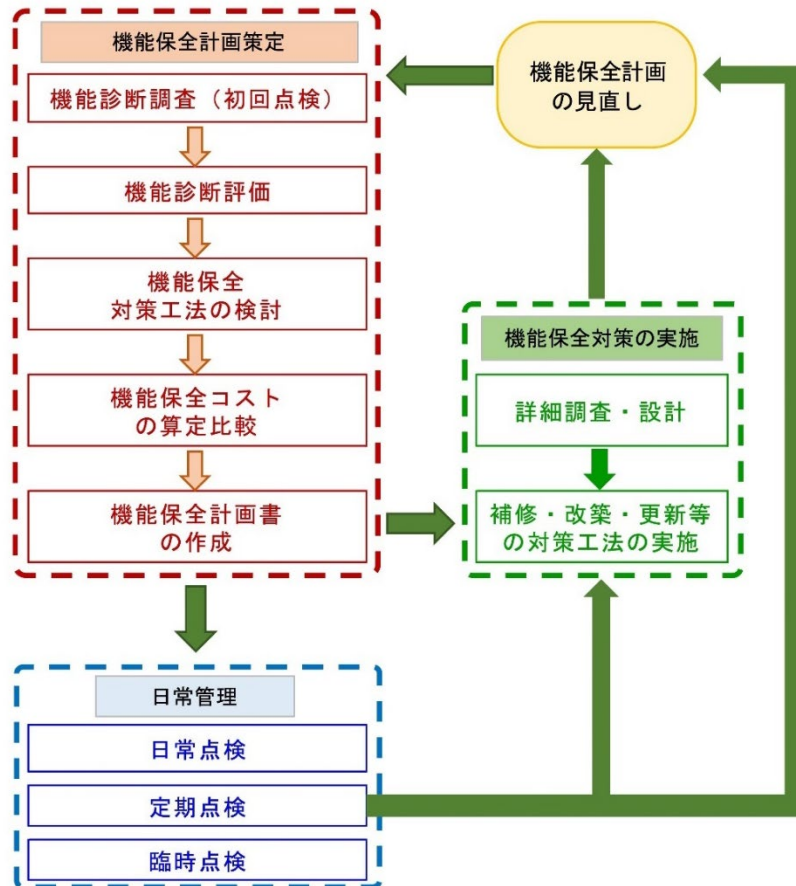 機能保全計画策定
機能診断調査（初回点検）
機能診断評価
機能保全
対策工法の検討
機能保全コスト
の算定比較
機能保全計画書
の作成
機能保全計画
の見直し
機能保全対策の実施
詳細調査・設計
補修・改築・更新等
の対策工法の実施
日常管理
日常点検
定期点検
臨時点検